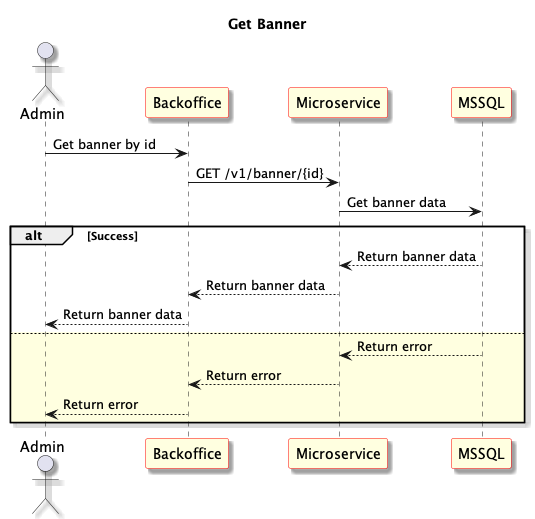 Get Banner
Admin
Backoffice
Microservice
MSSQL
Get banner by id
GET /v1/banner/{id}
Get banner data
alt
[Success]
Return banner data
Return banner data
Return banner data
Return error
Return error
Return error
Admin
Backoffice
Microservice
MSSQL